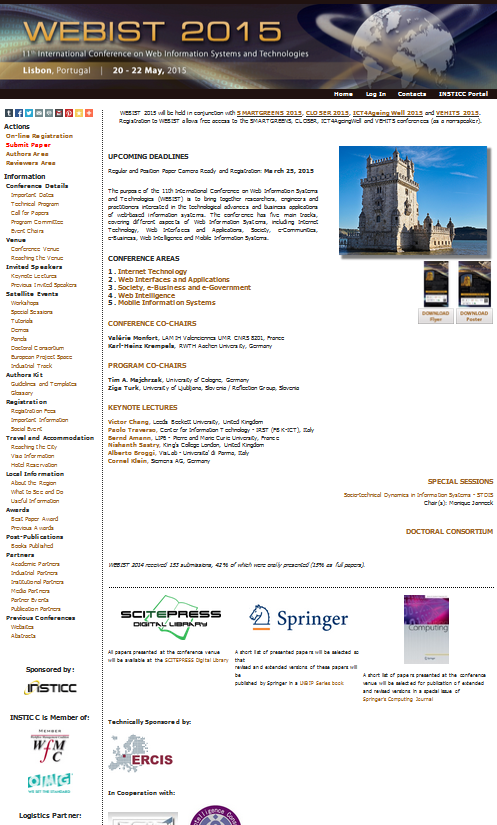 WEBIST 2015
11th International Conference on Web Information Systems and Technologies
Lisbon, Portugal | 20 - 22 May, 2015
Home Log In Contacts INSTICC Portal
WEBIST 2015 will be held in conjunction with SMARTGREENS 2015, CLOSER 2015, ICT4Ageing Well 2015 and VEHITS 2015.
Registration to WEBIST allows free access to the SMARTGREENS, CLOSER, ICT4AgeingWell and VEHITS conferences (as a non-speaker).
Actions
On-line Registration
Submit Paper
Authors Area
Reviewers Area
Information
Conference Details
Important Dates
Technical Program
Call for Papers
Program Committee
Event Chairs
Venue
Conference Venue
Reaching the Venue
Invited Speakers
Keynote Lectures
Previous Invited Speakers
Satellite Events
Workshops
Special Sessions
Tutorials
Demos
Panels
Doctoral Consortium
European Project Space
Industrial Track
Authors Kit
Guidelines and Templates
Glossary
Registration
Registration Fees
Important Information
Social Event
Travel and Accommodation
Reaching the City
Visa Information
Hotel Reservation
Local Information
About the Region
What to See and Do
Useful Information
Awards
Best Paper Award
Previous Awards
Post-Publications
Books Published
Partners
Academic Partners
Industrial Partners
Institutional Partners
Media Partners
Partner Events
Publication Partners
Previous Conferences
Websites
Abstracts
Sponsored by:
INSTICC
INSTICC is Member of:
MEMBER
WfMC
OMG
WE SET THE STANDARD
Logistics Partner:
UPCOMING DEADLINES
Regular and Position Paper Camera Ready and Registration: March 25, 2015
The purpose of the 11th International Conference on Web Information Systems
and Technologies (WEBIST) is to bring together researchers, engineers and
practitioners interested in the technological advances and business applications
of web-based information systems. The conference has five main tracks,
covering different aspects of Web Information Systems, including Internet
Technology, Web Interfaces and Applications, Society, e-Communities,
e-Business, Web Intelligence and Mobile Information Systems.
DOWNLOAD
Flyer
DOWNLOAD
Poster
CONFERENCE AREAS
1 . Internet Technology
2 . Web Interfaces and Applications
3 . Society, e-Business and e-Government
4 . Web Intelligence
5 . Mobile Information Systems
CONFERENCE CO-CHAIRS
Valérie Monfort, LAMIH Valenciennes UMR CNRS 8201, France
Karl-Heinz Krempels, RWTH Aachen University, Germany
PROGRAM CO-CHAIRS
Tim A. Majchrzak, University of Cologne, Germany
Ziga Turk, University of Ljubljana, Slovenia / Reflection Group, Slovenia
KEYNOTE LECTURES
Victor Chang, Leeds Beckett University, United Kingdom
Paolo Traverso, Center for Information Technology - IRST (FBK-ICT), Italy
Bernd Amann, LIP6 - Pierre and Marie Curie University, France
Nishanth Sastry, King's College London, United Kingdom
Alberto Broggi, VisLab - Universita' di Parma, Italy
Cornel Klein, Siemens AG, Germany
SPECIAL SESSIONS
Socio-technical Dynamics in Information Systems - STDIS
Chair(s): Monique Janneck
DOCTORAL CONSORTIUM
WEBIST 2014 received 153 submissions, 42% of which were orally presented (15% as full papers).
SCITEPRESS
DIGITAL LIBRARY
All papers presented at the conference venue
will be available at the SCITEPRESS Digital Library
Springer
A short list of presented papers will be selected so
that
revised and extended versions of these papers will
be
published by Springer in a LNBIP Series book
Computing
A short list of papers presented at the conference
venue will be selected for publication of extended
and revised versions in a special issue of
Springer's Computing Journal
Technically Sponsored by:
ERCIS
In Cooperation with: